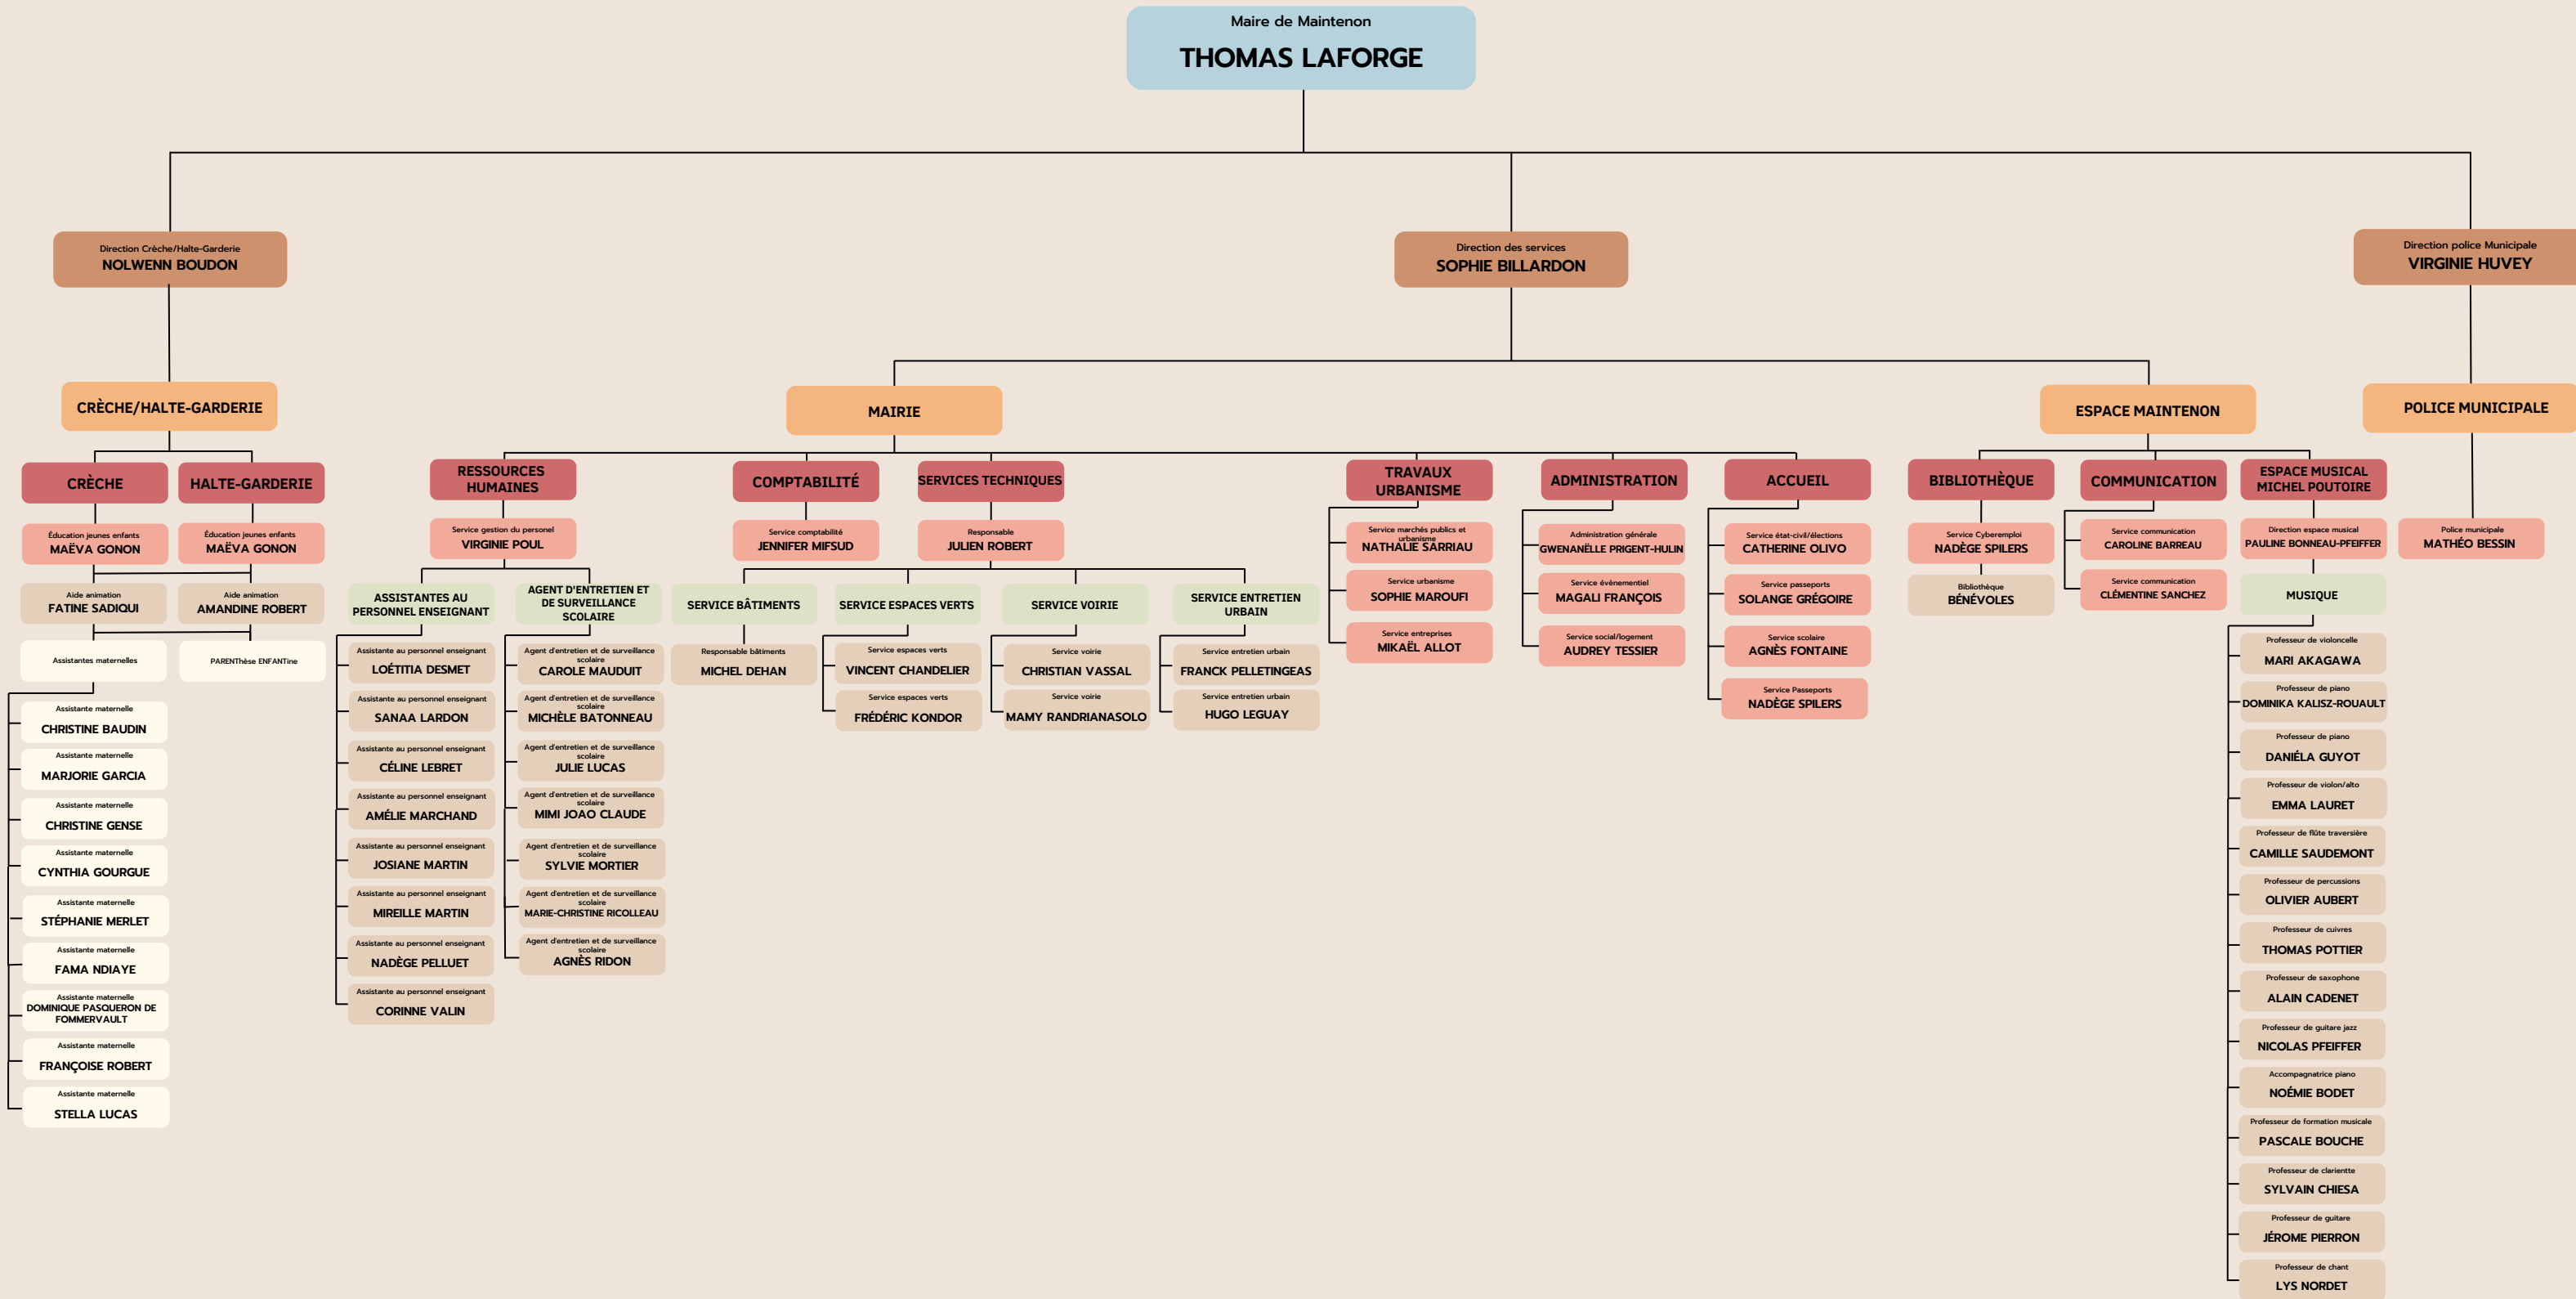 Maire de Maintenon
THOMAS LAFORGE
Direction Crèche/Halte-Garderie
NOLWENN BOUDON
Direction des services
SOPHIE BILLARDON
Direction police Municipale
VIRGINIE HUVEY
CRÈCHE/HALTE-GARDERIE
MAIRIE
ESPACE MAINTENON
POLICE MUNICIPALE
CRÈCHE
HALTE-GARDERIE
RESSOURCES
HUMAINES
COMPTABILITÉ
SERVICES TECHNIQUES
TRAVAUX
URBANISME
ADMINISTRATION
ACCUEIL
BIBLIOTHÈQUE
COMMUNICATION
ESPACE MUSICAL
MICHEL POUTOIRE
Éducation jeunes enfants
MAËVA GONON
Éducation jeunes enfants
MAËVA GONON
Service gestion du personel
VIRGINIE POUL
Service comptabilité
JENNIFER MIFSUD
Responsable
JULIEN ROBERT
Service marchés publics et
urbanisme
NATHALIE SARRIAU
Administration générale
GWENANËLLE PRIGENT-HULIN
Service état-civil/élections
CATHERINE OLIVO
Service Cyberemploi
NADÈGE SPILERS
Service communication
CAROLINE BARREAU
Direction espace musical
PAULINE BONNEAU-PFEIFFER
Police municipale
MATHÉO BESSIN
Aide animation
FATINE SADIQUI
Aide animation
AMANDINE ROBERT
ASSISTANTES AU
PERSONNEL ENSEIGNANT
AGENT D'ENTRETIEN ET
DE SURVEILLANCE
SCOLAIRE
SERVICE BÂTIMENTS
SERVICE ESPACES VERTS
SERVICE VOIRIE
SERVICE ENTRETIEN
URBAIN
Service urbanisme
SOPHIE MAROUFI
Service évènementiel
MAGALI FRANÇOIS
Service passeports
SOLANGE GRÉGOIRE
Bibliothèque
BÉNÉVOLES
Service communication
CLÉMENTINE SANCHEZ
MUSIQUE
Service entreprises
MIKAËL ALLOT
Service social/logement
AUDREY TESSIER
Service scolaire
AGNÈS FONTAINE
Service Passeports
NADÈGE SPILERS
Assistantes maternelles
PARENThèse ENFANTine
Assistante maternelle
CHRISTINE BAUDIN
Assistante maternelle
MARJORIE GARCIA
Assistante maternelle
CHRISTINE GENSE
Assistante maternelle
CYNTHIA GOURGUE
Assistante maternelle
STÉPHANIE MERLET
Assistante maternelle
FAMA NDIAYE
Assistante maternelle
DOMINIQUE PASQUERON DE
FOMMERVAULT
Assistante maternelle
FRANÇOISE ROBERT
Assistante maternelle
STELLA LUCAS
Assistante au personnel enseignant
LOÉTITIA DESMET
Assistante au personnel enseignant
SANAA LARDON
Assistante au personnel enseignant
CÉLINE LEBRET
Assistante au personnel enseignant
AMÉLIE MARCHAND
Assistante au personnel enseignant
JOSIANE MARTIN
Assistante au personnel enseignant
MIREILLE MARTIN
Assistante au personnel enseignant
NADÈGE PELLUET
Assistante au personnel enseignant
CORINNE VALIN
Agent d'entretien et de surveillance
scolaire
CAROLE MAUDUIT
Agent d'entretien et de surveillance
scolaire
MICHÈLE BATONNEAU
Agent d'entretien et de surveillance
scolaire
JULIE LUCAS
Agent d'entretien et de surveillance
scolaire
MIMI JOAO CLAUDE
Agent d'entretien et de surveillance
scolaire
SYLVIE MORTIER
Agent d'entretien et de surveillance
scolaire
MARIE-CHRISTINE RICOLLEAU
Agent d'entretien et de surveillance
scolaire
AGNÈS RIDON
Responsable bâtiments
MICHEL DEHAN
Service espaces verts
VINCENT CHANDELIER
Service espaces verts
FRÉDÉRIC KONDOR
Service voirie
CHRISTIAN VASSAL
Service voirie
MAMY RANDRIANASOLO
Service entretien urbain
FRANCK PELLETINGEAS
Service entretien urbain
HUGO LEGUAY
Professeur de violoncelle
MARI AKAGAWA
Professeur de piano
DOMINIKA KALISZ-ROUAULT
Professeur de piano
DANIÉLA GUYOT
Professeur de violon/alto
EMMA LAURET
Professeur de flûte traversière
CAMILLE SAUDEMONT
Professeur de percussions
OLIVIER AUBERT
Professeur de cuivres
THOMAS POTTIER
Professeur de saxophone
ALAIN CADENET
Professeur de guitare jazz
NICOLAS PFEIFFER
Accompagnatrice piano
NOÉMIE BODET
Professeur de formation musicale
PASCALE BOUCHE
Professeur de clarientte
SYLVAIN CHIESA
Professeur de guitare
JÉROME PIERRON
Professeur de chant
LYS NORDET